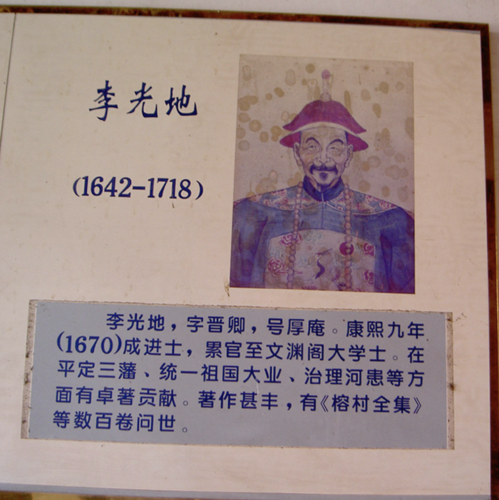 李光地
(1642-1718)
李光地，字晋卿，号厚庵。康熙九年
(1670)成进士，累官至文渊阁大学士。在
平定三藩、统一祖国大业、治理河患等方
面有卓著贡献。著作甚丰，有《榕村全集》
等数百卷问世。